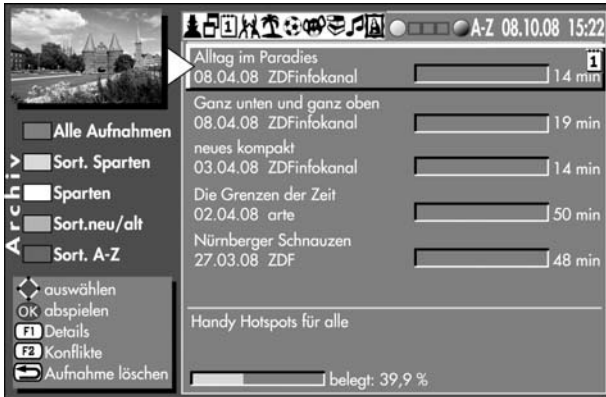 A-Z 08.10.08 15:22
1
1
Alltag im Paradies
08.04.08 ZDFinfokanal 14 min
Ganz unten und ganz oben
08.04.08 ZDFinfokanal 19 min
neues kompakt
03.04.08 ZDFinfokanal 14 min
Die Grenzen der Zeit
02.04.08 arte 50 min
Nürnberger Schnauzen
27.03.08 ZDF 48 min
Handy Hotspots für alle
belegt: 39,9 %
Archiv
Alle Aufnahmen
Sort. Sparten
Sparten
Sort.neu/alt
Sort. A-Z
auswählen
OK abspielen
F1 Details
F2 Konflikte
Aufnahme löschen